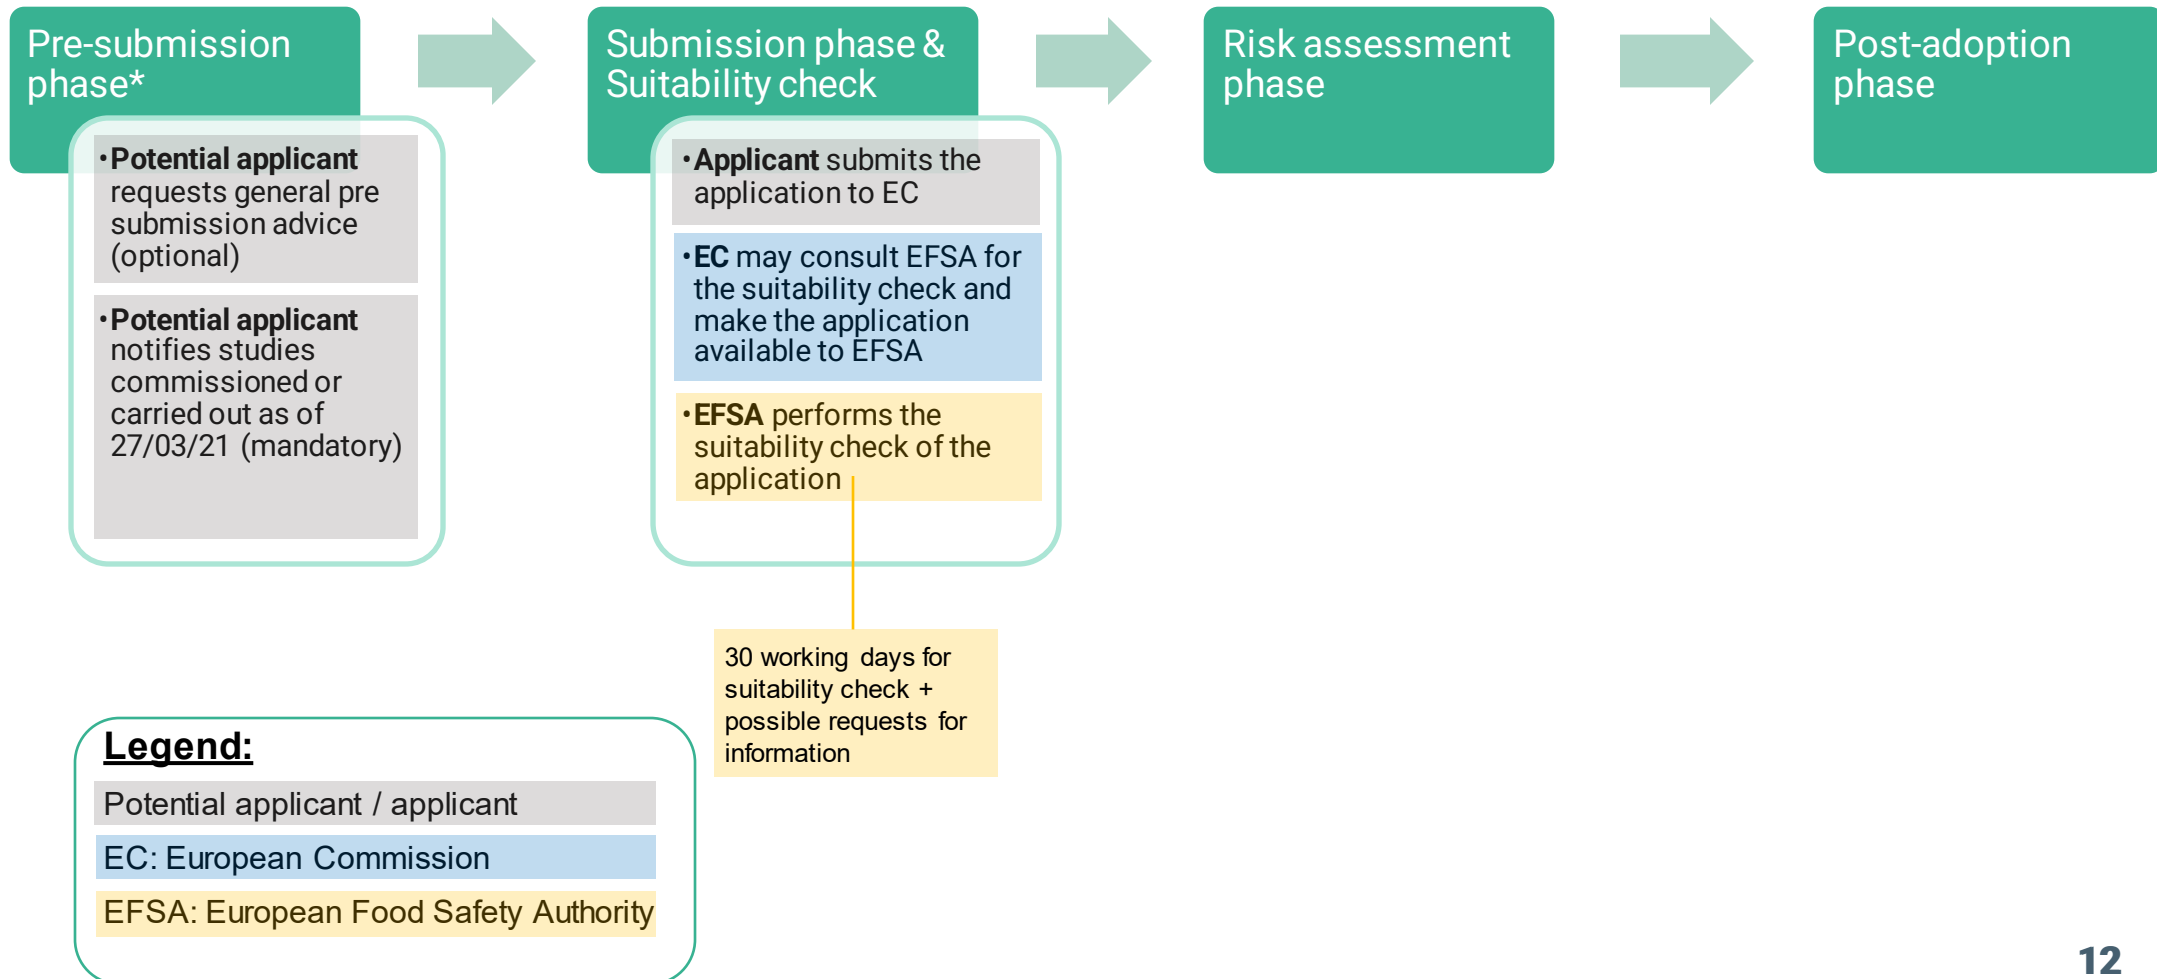 Pre-submission
phase*
•Potential applicant
requests general pre
submission advice
(optional)
•Potential applicant
notifies studies
commissioned or
carried out as of
27/03/21 (mandatory)
Submission phase &
Suitability check
•Applicant submits the
application to EC
•EC may consult EFSA for
the suitability check and
make the application
available to EFSA
•EFSA performs the
suitability check of the
application
30 working days for
suitability check +
possible requests for
information
Risk assessment
phase
Post-adoption
phase
Legend:
Potential applicant / applicant
EC: European Commission
EFSA: European Food Safety Authority
12